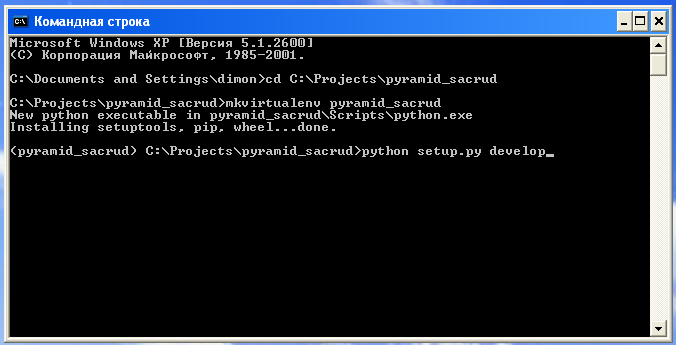 Командная строка
Microsoft Windows XP [Версия 5.1.2600]
(C) Корпорация Майкрософт, 1985-2001.
C:\Documents and Settings\dimon>cd C:\Projects\pyramid_sacrud
C:\Projects\pyramid_sacrud>mkvirtualenv pyramid_sacrud
New python executable in pyramid_sacrud\Scripts\python.exe
Installing setuptools, pip, wheel...done.
(pyramid_sacrud) C:\Projects\pyramid_sacrud>python setup.py develop_